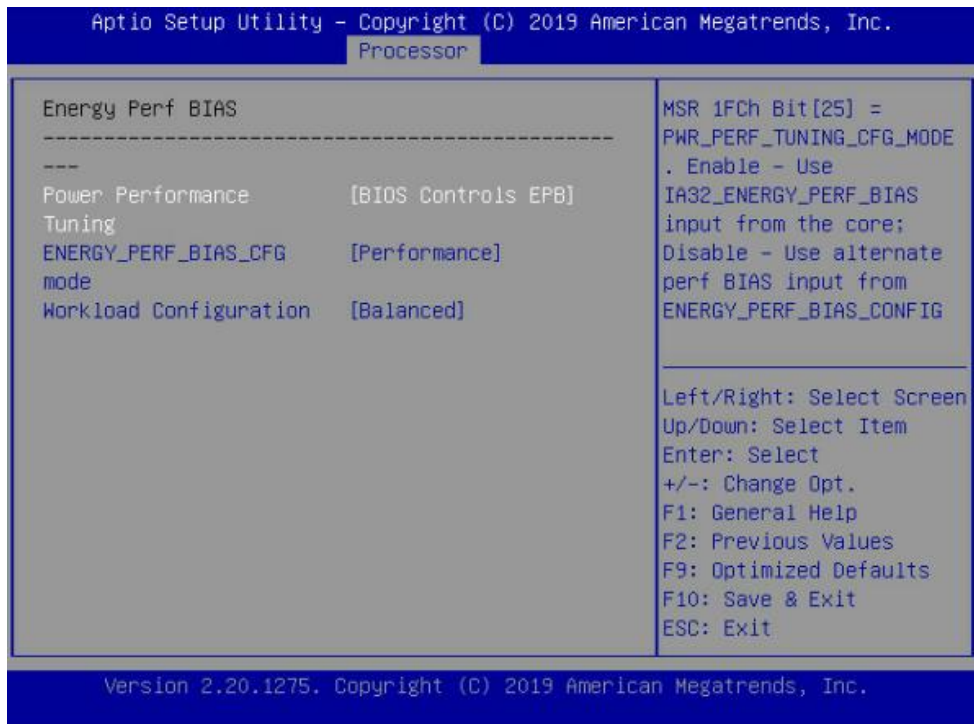 Aptio Setup Utility – Copyright (C) 2019 American Megatrends, Inc.
Processor
Energy Perf BIAS
-----------------------------------------------
---
Power Performance [BIOS Controls EPB]
Tuning
ENERGY_PERF_BIAS_CFG [Performance]
mode
Workload Configuration [Balanced]
MSR 1FCh Bit[25] =
PWR_PERF_TUNING_CFG_MODE
. Enable – Use
IA32_ENERGY_PERF_BIAS
input from the core;
Disable – Use alternate
perf BIAS input from
ENERGY_PERF_BIAS_CONFIG
Left/Right: Select Screen
Up/Down: Select Item
Enter: Select
+/-: Change Opt.
F1: General Help
F2: Previous Values
F9: Optimized Defaults
F10: Save & Exit
ESC: Exit
Version 2.20.1275. Copyright (C) 2019 American Megatrends, Inc.